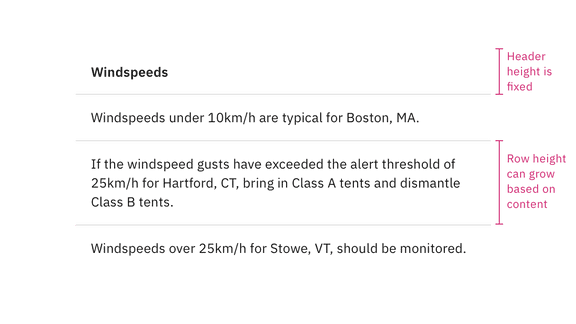 Windspeeds
Header
height is
fixed
Windspeeds under 10km/h are typical for Boston, MA.
If the windspeed gusts have exceeded the alert threshold of
25km/h for Hartford, CT, bring in Class A tents and dismantle
Class B tents.
Row height
can grow
based on
content
Windspeeds over 25km/h for Stowe, VT, should be monitored.